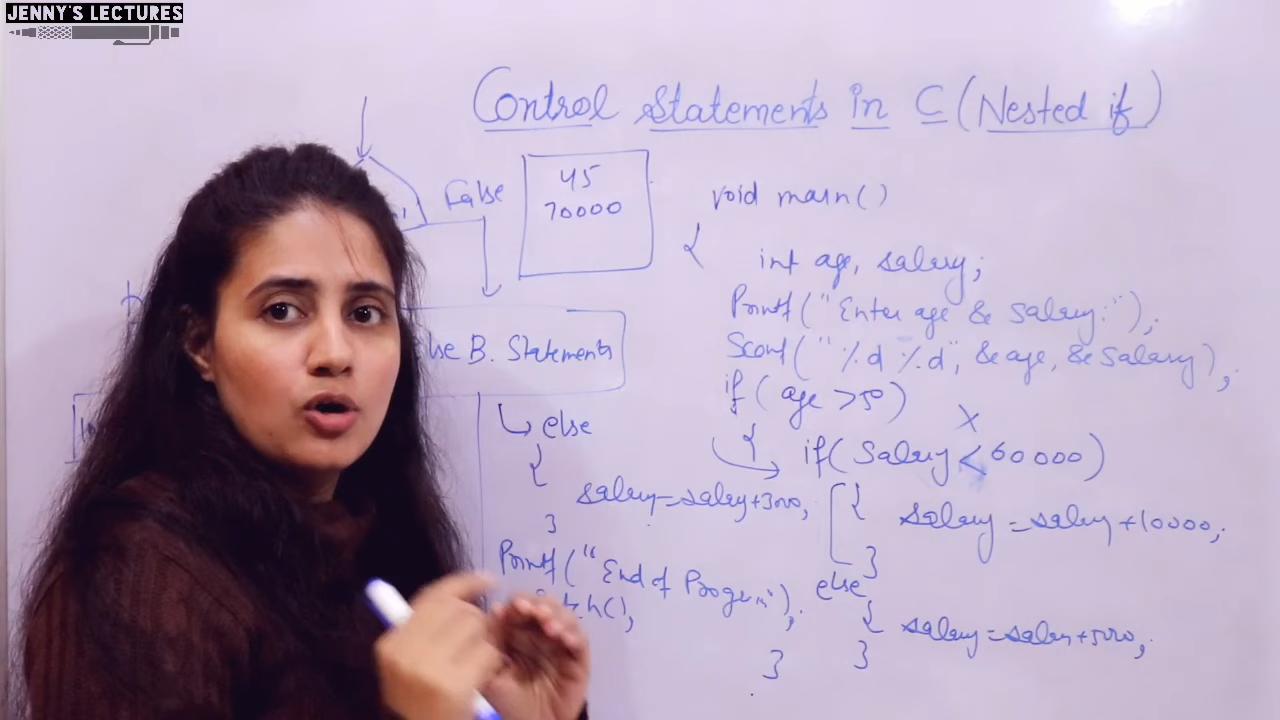 JENNY'S LECTURES
Control Statements in C (Nested if)
False
45
70000
B. Statements
void main()
{
int age, salary;
Printf("Enter age & salary:");
Scanf("%d %d", &age, &salary);
if (age >50)
{
X
if(Salary < 60000)
{
salary = salary +10000;
}
else
{
salary=salary+5000;
}
}
else
{
salary=salary+3000;
}
Printf("End of Program");